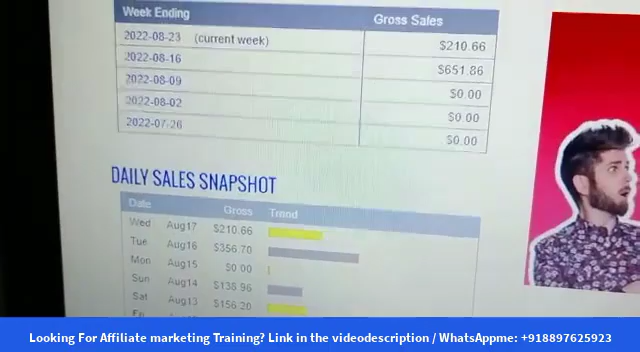 Week Ending Gross Sales
2022-08-23 (current week) $210.66
2022-08-16 $651.86
2022-08-09 $0.00
2022-08-02 $0.00
2022-07-26 $0.00
DAILY SALES SNAPSHOT
Date Gross Trend
Wed Aug17 $210.66
Tue Aug16 $356.70
Mon Aug15 $0.00
Sun Aug14 $138.96
Sat Aug13 $156.20
Fri
Looking For Affiliate marketing Training? Link in the videodescription / WhatsAppme: +918897625923